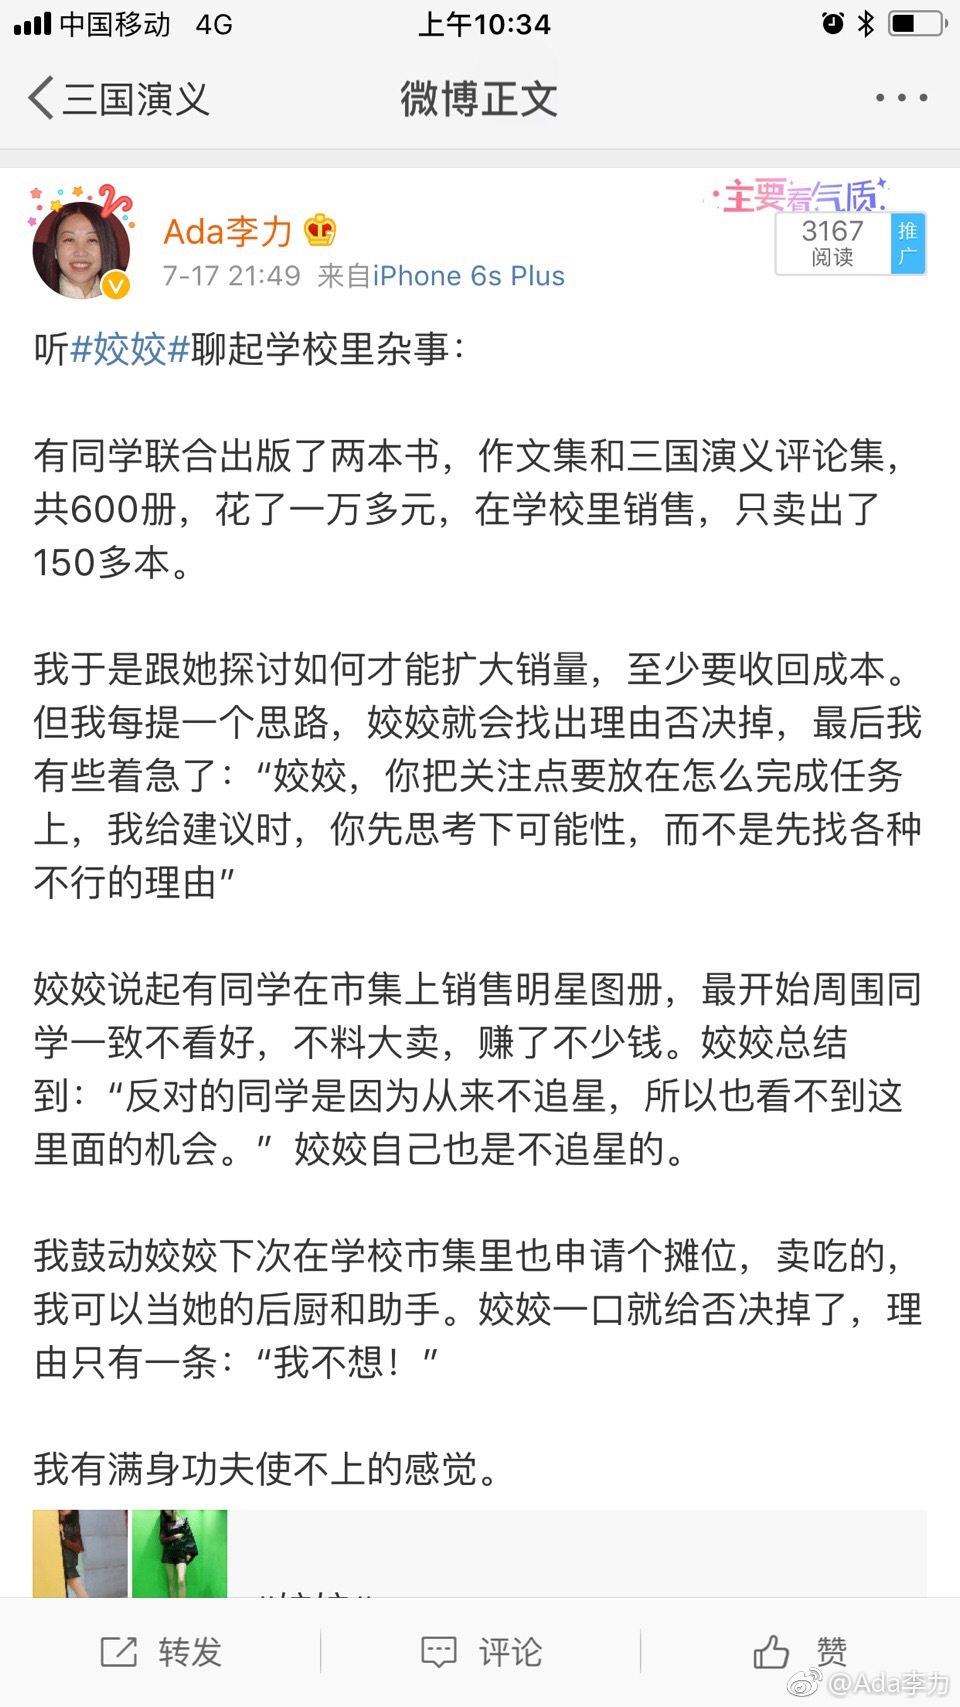 中国移动 4G 上午10:34
三国演义 微博正文
主要看气质
Ada李力
3167
阅读
推广
7-17 21:49 来自iPhone 6s Plus
听#姣姣#聊起学校里杂事：
有同学联合出版了两本书，作文集和三国演义评论集，
共600册，花了一万多元，在学校里销售，只卖出了
150多本。
我于是跟她探讨如何才能扩大销量，至少要收回成本。
但我每提一个思路，姣姣就会找出理由否决掉，最后我
有些着急了：“姣姣，你把关注点要放在怎么完成任务
上，我给建议时，你先思考下可能性，而不是先找各种
不行的理由”
姣姣说起有同学在市集上销售明星图册，最开始周围同
学一致不看好，不料大卖，赚了不少钱。姣姣总结
到：“反对的同学是因为从来不追星，所以也看不到这
里面的机会。” 姣姣自己也是不追星的。
我鼓动姣姣下次在学校市集里也申请个摊位，卖吃的，
我可以当她的后厨和助手。姣姣一口就给否决掉了，理
由只有一条：“我不想！”
我有满身功夫使不上的感觉。
转发 评论 赞
@Ada李力